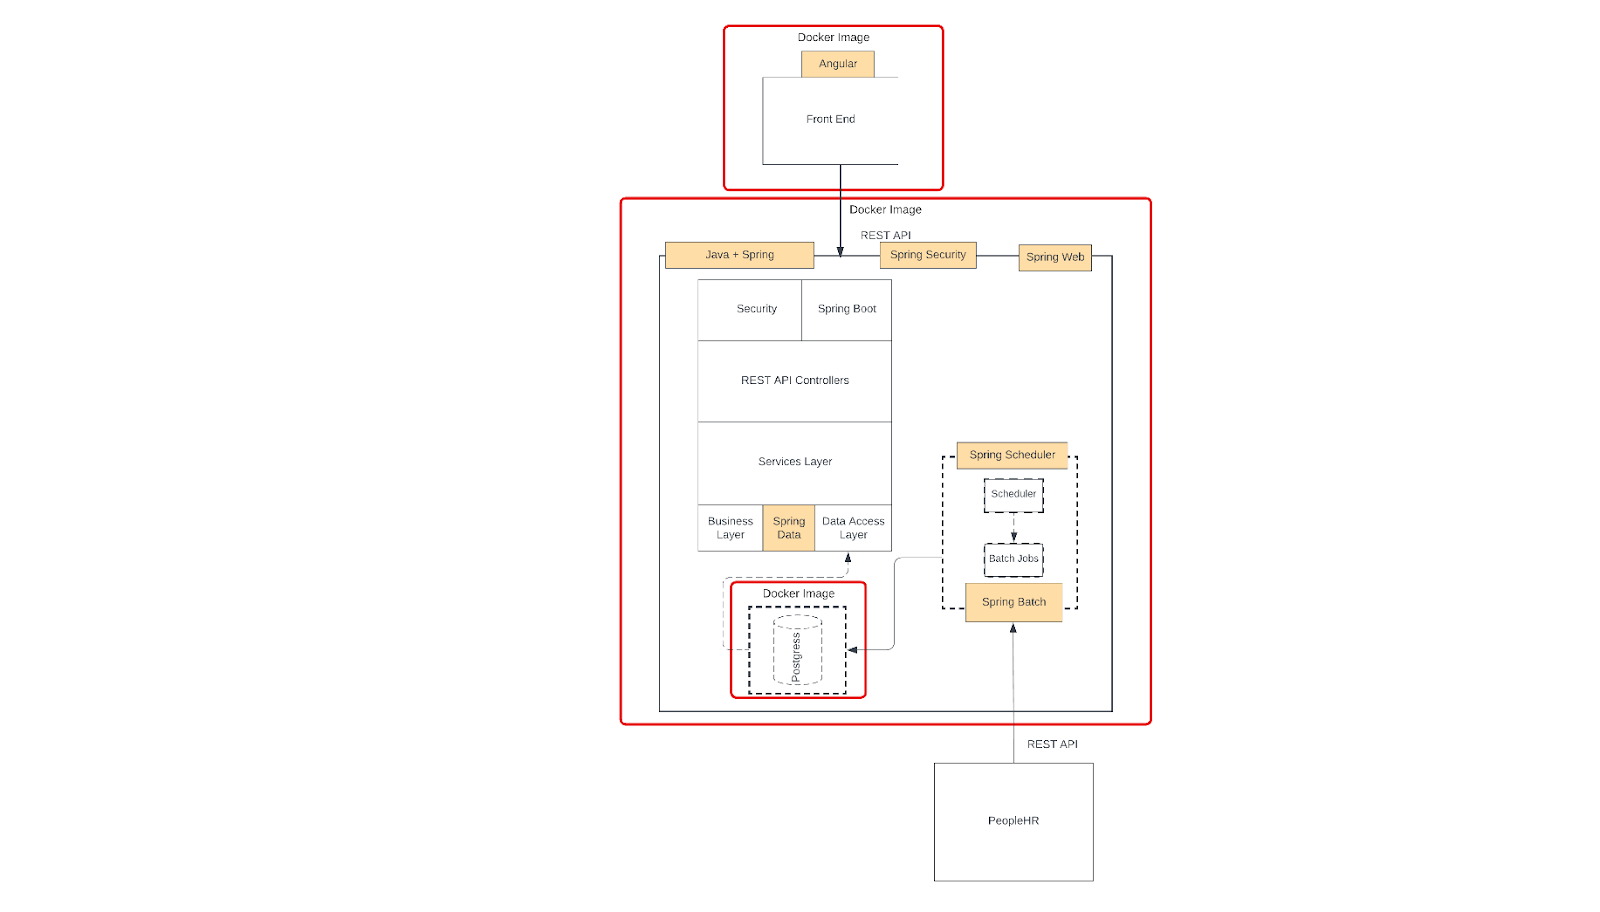 Docker Image
Angular
Front End
Docker Image
REST API
Java + Spring
Spring Security
Spring Web
Security
Spring Boot
REST API Controllers
Services Layer
Business
Layer
Spring
Data
Data Access
Layer
Spring Scheduler
Scheduler
Batch Jobs
Spring Batch
Docker Image
Postgress
REST API
PeopleHR